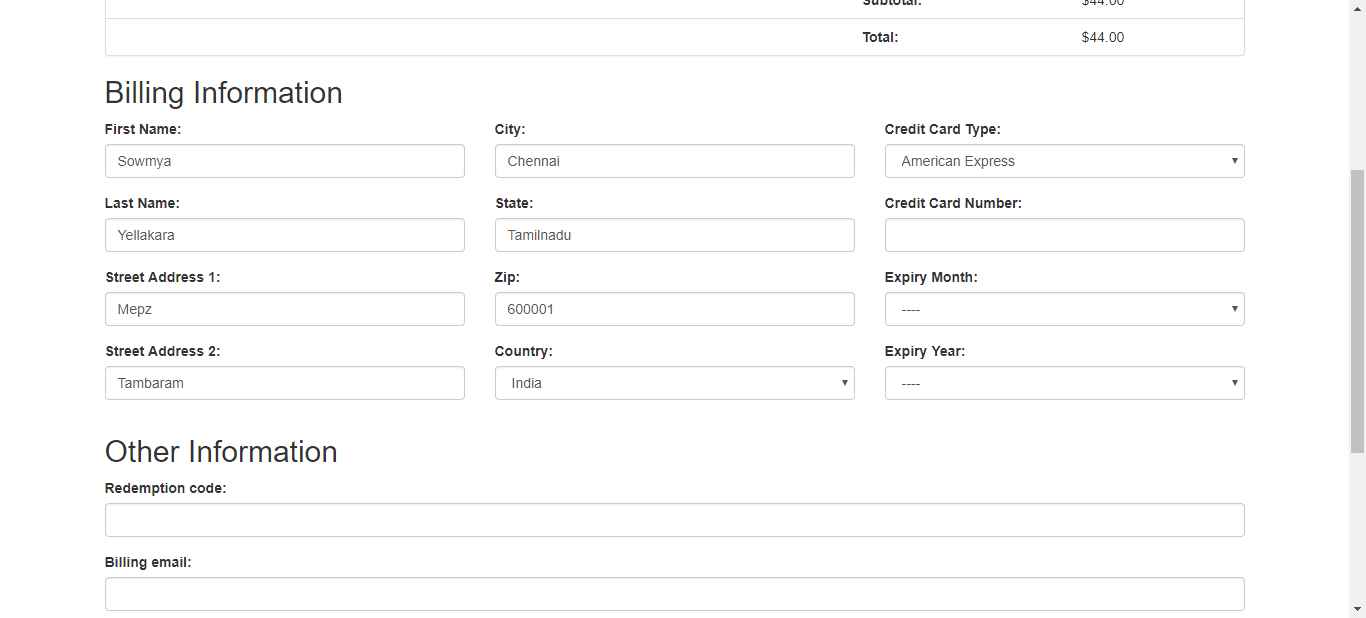 Subtotal: $44.00
Total: $44.00
Billing Information
First Name: City: Credit Card Type:
Sowmya Chennai American Express
Last Name: State: Credit Card Number:
Yellakara Tamilnadu
Street Address 1: Zip: Expiry Month:
Mepz 600001 ----
Street Address 2: Country: Expiry Year:
Tambaram India ----
Other Information
Redemption code:
Billing email: